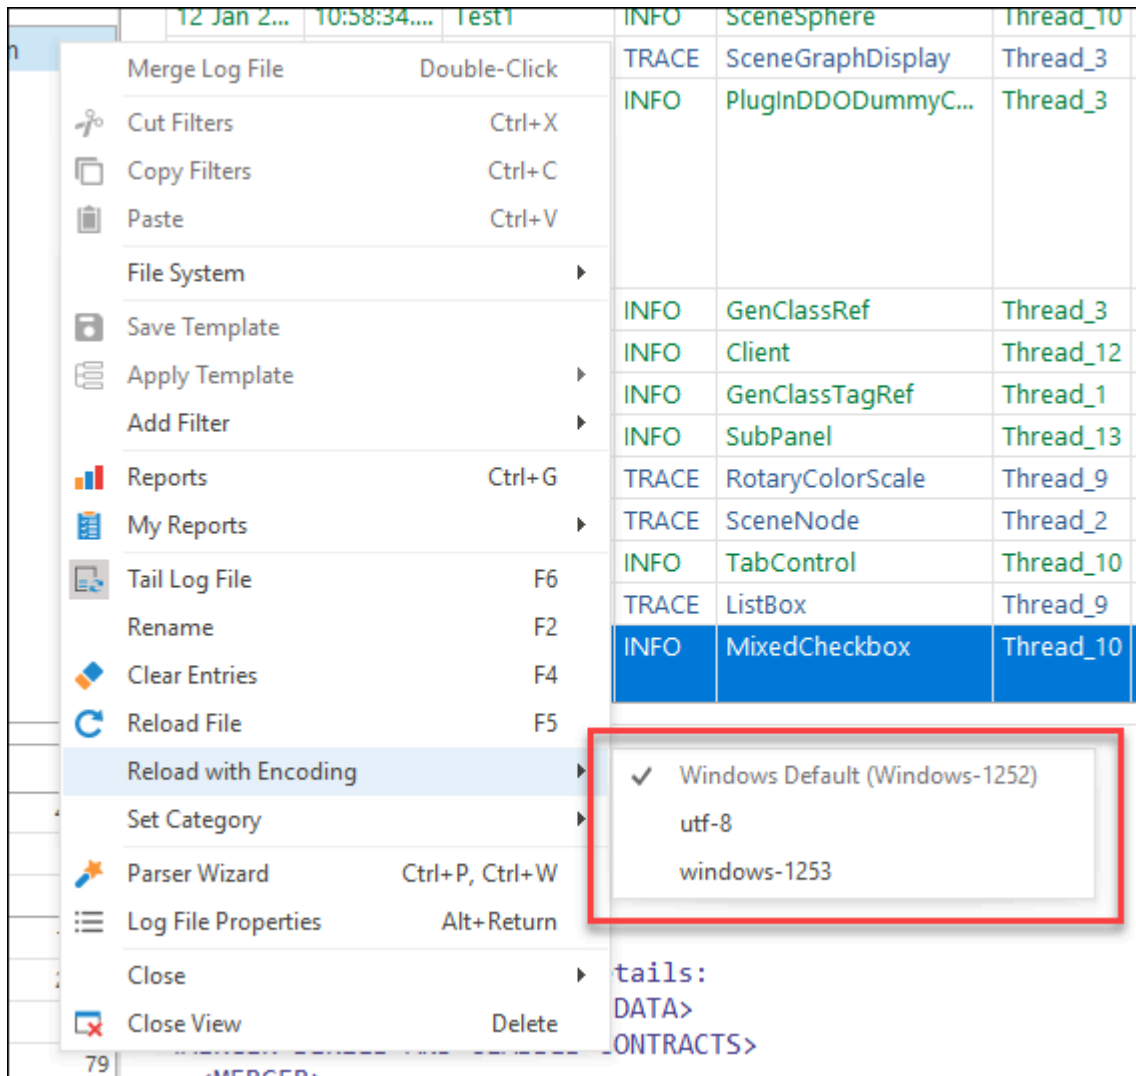 12 Jan 2... 10:58:34.... Test1 INFO SceneSphere Thread_10
TRACE SceneGraphDisplay Thread_3
INFO PlugInDDODummyC... Thread_3
INFO GenClassRef Thread_3
INFO Client Thread_12
INFO GenClassTagRef Thread_1
INFO SubPanel Thread_13
TRACE RotaryColorScale Thread_9
TRACE SceneNode Thread_2
INFO TabControl Thread_10
TRACE ListBox Thread_9
INFO MixedCheckbox Thread_10
Merge Log File Double-Click
Cut Filters Ctrl+X
Copy Filters Ctrl+C
Paste Ctrl+V
File System
Save Template
Apply Template
Add Filter
Reports Ctrl+G
My Reports
Tail Log File F6
Rename F2
Clear Entries F4
Reload File F5
Reload with Encoding
Set Category
Parser Wizard Ctrl+P, Ctrl+W
Log File Properties Alt+Return
Close
Close View Delete
Windows Default (Windows-1252)
utf-8
windows-1253
tails:
DATA>
ONTRACTS>
79
<MERGER>